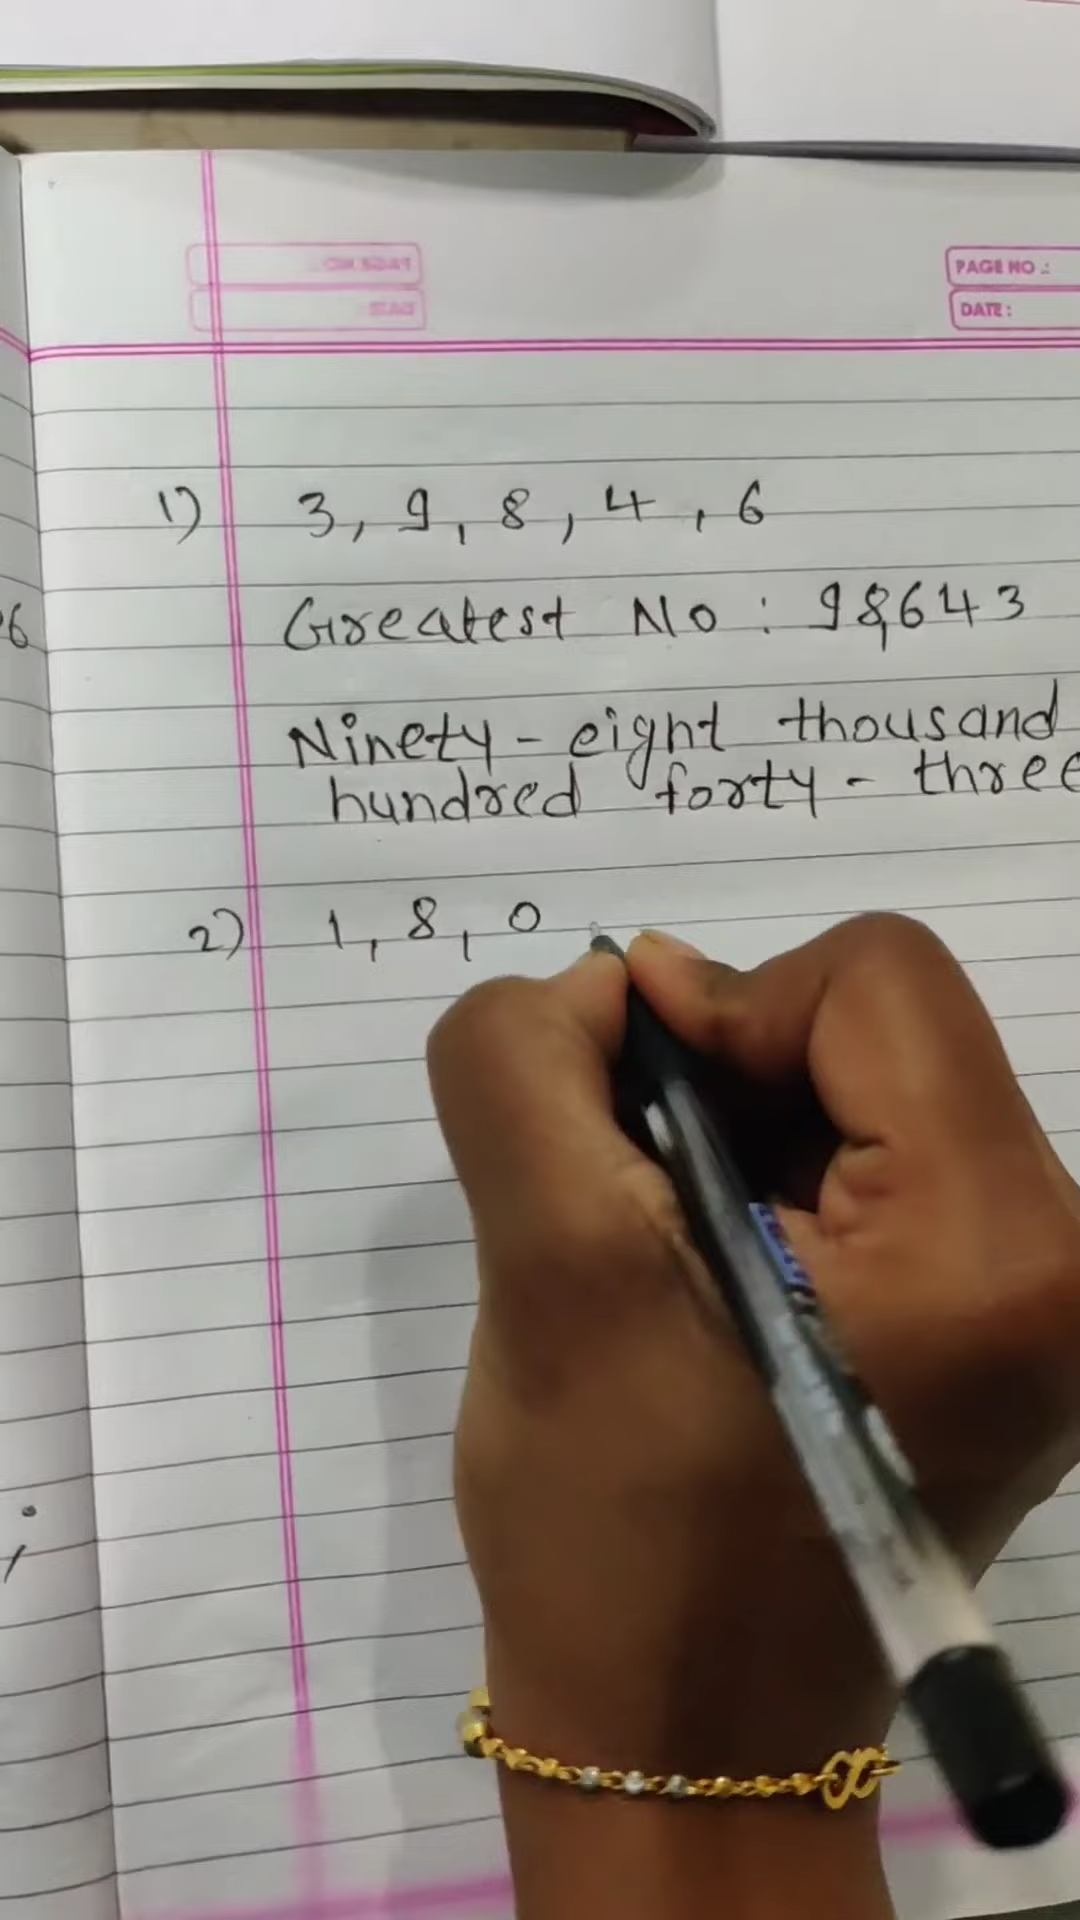 PAGE NO.:
DATE:
1) 3, 9, 8, 4, 6
6
Greatest No : 98,643
Ninety-eight thousand
hundred forty-three
2) 1, 8, 0